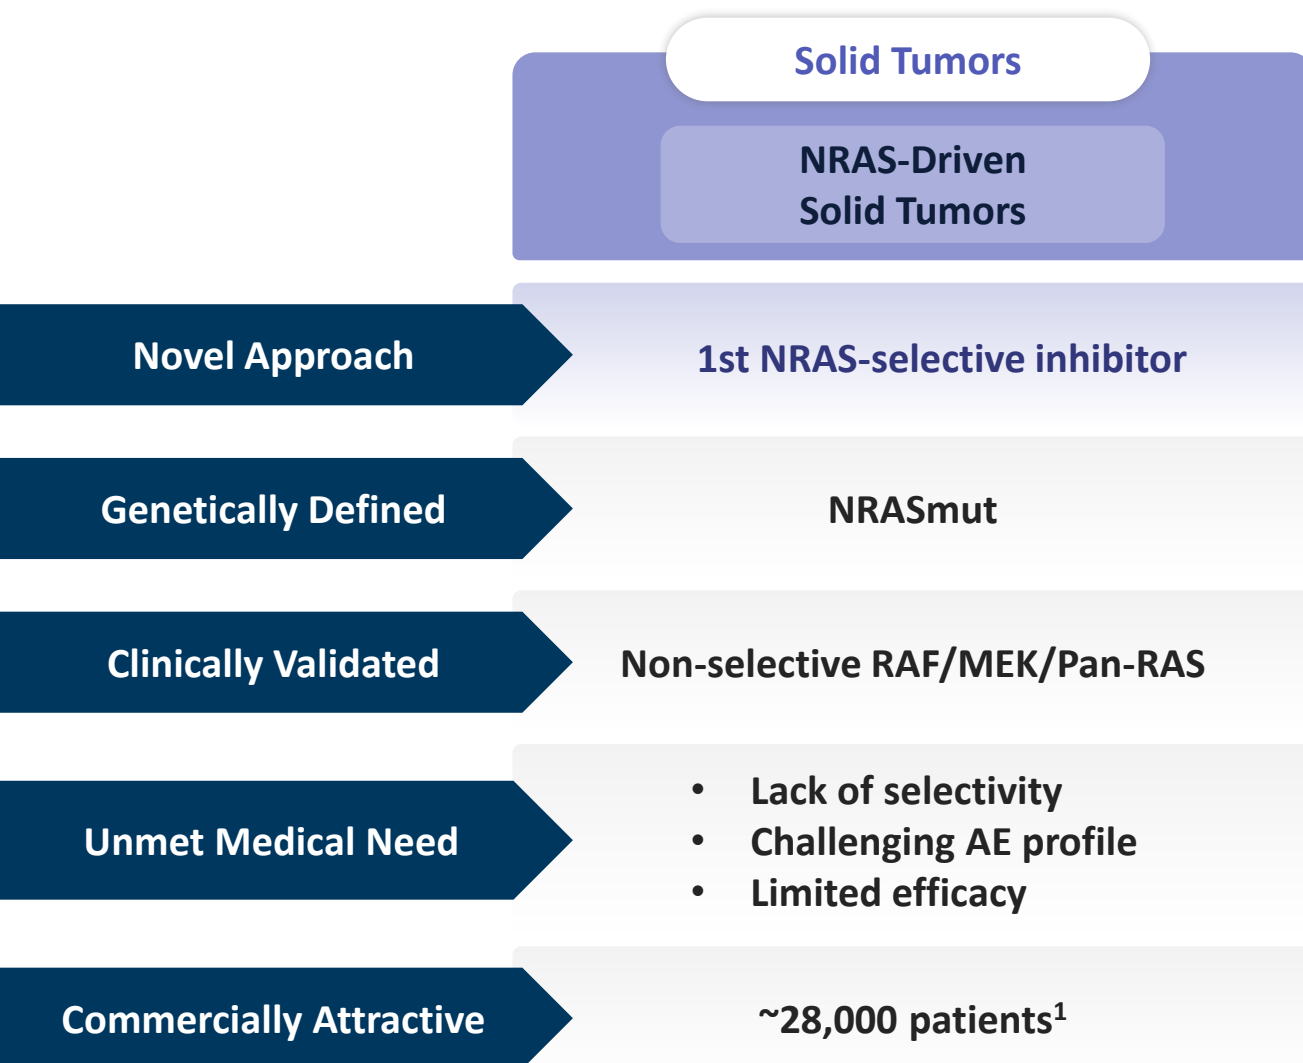 Solid Tumors
NRAS-Driven
Solid Tumors
Novel Approach
1st NRAS-selective inhibitor
Genetically Defined
NRASmut
Clinically Validated
Non-selective RAF/MEK/Pan-RAS
Unmet Medical Need
• Lack of selectivity
• Challenging AE profile
• Limited efficacy
Commercially Attractive
~28,000 patients¹